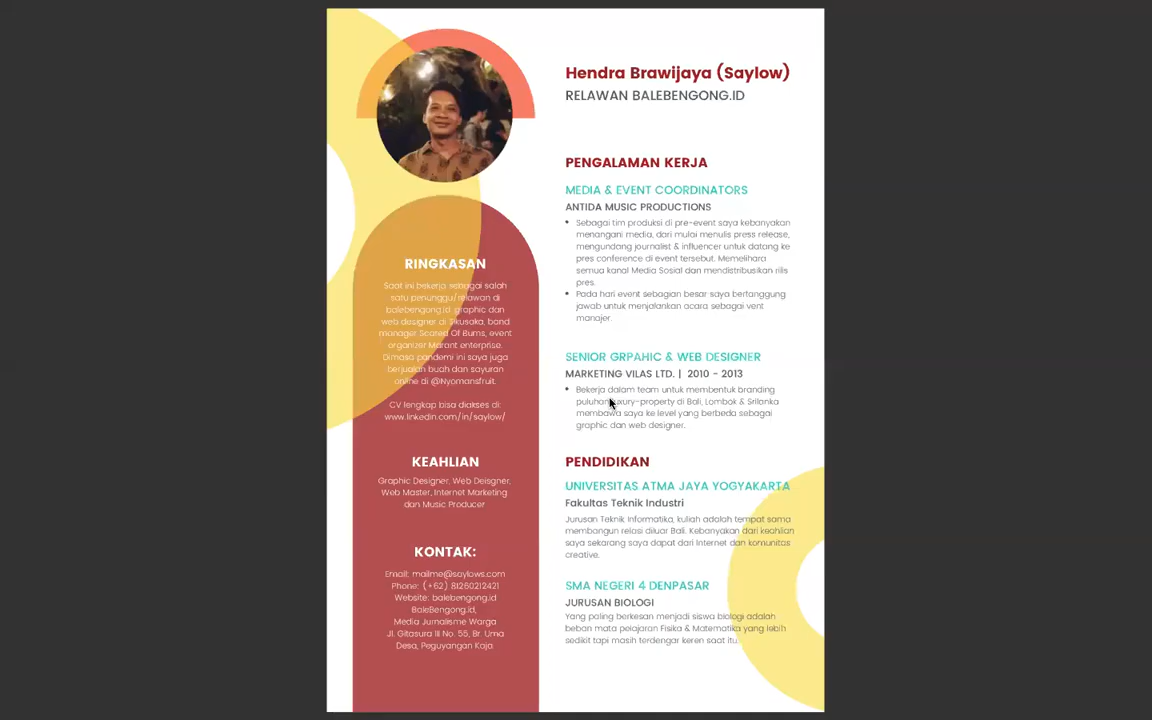 Hendra Brawijaya (Saylow)
RELAWAN BALEBENGONG.ID
RINGKASAN
Saat ini bekerja sebagai salah
satu penunggu/relawan di
balebengong.id, graphic dan
web designer di Sikusaka, band
manager Scared Of Bums, event
organizer Marant enterprise.
Dimasa pandemi ini saya juga
berjualan buah dan sayuran
online di @Nyomansfruit.
CV lengkap bisa diakses di:
www.linkedin.com/in/saylow/
KEAHLIAN
Graphic Designer, Web Deisgner,
Web Master, Internet Marketing
dan Music Producer
KONTAK:
Email: mailme@saylows.com
Phone: (+62) 81260212421
Website: balebengong.id
BaleBengong.id,
Media Jurnalisme Warga
Jl. Gitasura III No. 55, Br. Uma
Desa, Peguyangan Kaja.
PENGALAMAN KERJA
MEDIA & EVENT COORDINATORS
ANTIDA MUSIC PRODUCTIONS
• Sebagai tim produksi di pre-event saya kebanyakan
menangani media, dari mulai menulis press release,
mengundang journalist & influencer untuk datang ke
pres conference di event tersebut. Memelihara
semua kanal Media Sosial dan mendistribusikan rilis
pres.
• Pada hari event sebagian besar saya bertanggung
jawab untuk menjalankan acara sebagai vent
manajer.
SENIOR GRPAHIC & WEB DESIGNER
MARKETING VILAS LTD. | 2010 - 2013
• Bekerja dalam team untuk membentuk branding
puluhan luxury-property di Bali, Lombok & Srilanka
membawa saya ke level yang berbeda sebagai
graphic dan web designer.
PENDIDIKAN
UNIVERSITAS ATMA JAYA YOGYAKARTA
Fakultas Teknik Industri
Jurusan Teknik Informatika, kuliah adalah tempat sama
membangun relasi diluar Bali. Kebanyakan dari keahlian
saya sekarang saya dapat dari Internet dan komunitas
creative.
SMA NEGERI 4 DENPASAR
JURUSAN BIOLOGI
Yang paling berkesan menjadi siswa biologi adalah
beban mata pelajaran Fisika & Matematika yang lebih
sedikit tapi masih terdengar keren saat itu.